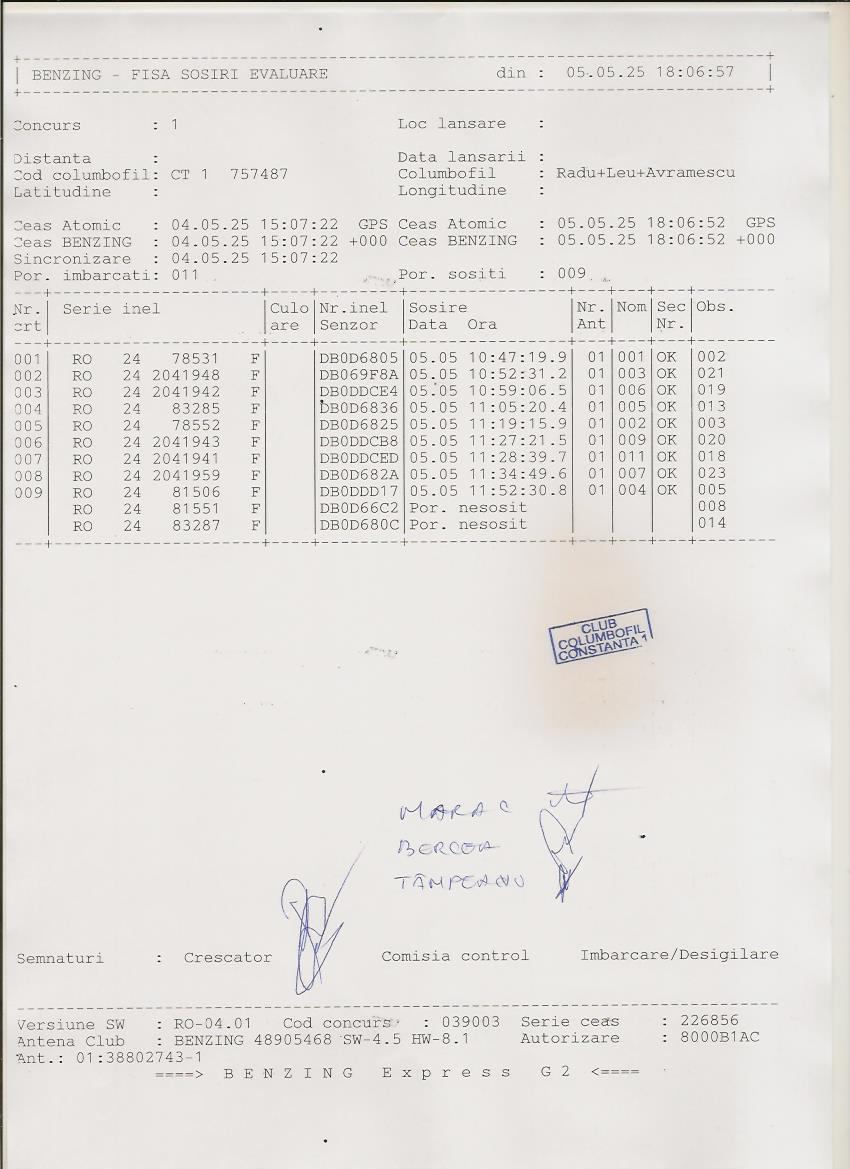 BENZING - FISA SOSIRI EVALUARE din : 05.05.25 18:06:57
Concurs : 1 Loc lansare :
Distanta : Data lansarii :
Cod columbofil: CT 1 757487 Columbofil : Radu+Leu+Avramescu
Latitudine : Longitudine :
Ceas Atomic : 04.05.25 15:07:22 GPS Ceas Atomic : 05.05.25 18:06:52 GPS
Ceas BENZING : 04.05.25 15:07:22 +000 Ceas BENZING : 05.05.25 18:06:52 +000
Sincronizare : 04.05.25 15:07:22
Por. imbarcati: 011 Por. sositi : 009
Nr. Serie inel Culo Nr.inel Sosire Nr. Nom Sec Obs.
crt are Senzor Data Ora Ant Nr.
001 RO 24 78531 F DB0D6805 05.05 10:47:19.9 01 001 OK 002
002 RO 24 2041948 F DB069F8A 05.05 10:52:31.2 01 003 OK 021
003 RO 24 2041942 F DB0DDCE4 05.05 10:59:06.5 01 006 OK 019
004 RO 24 83285 F DB0D6836 05.05 11:05:20.4 01 005 OK 013
005 RO 24 78552 F DB0D6825 05.05 11:19:15.9 01 002 OK 003
006 RO 24 2041943 F DB0DDCB8 05.05 11:27:21.5 01 009 OK 020
007 RO 24 2041941 F DB0DDCED 05.05 11:28:39.7 01 011 OK 018
008 RO 24 2041959 F DB0D682A 05.05 11:34:49.6 01 007 OK 023
009 RO 24 81506 F DB0DDD17 05.05 11:52:30.8 01 004 OK 005
RO 24 81551 F DB0D66C2 Por. nesosit 008
RO 24 83287 F DB0D680C Por. nesosit 014
CLUB
COLUMBOFIL
CONSTANTA 1
MARAC
BERCEA
TÂMPEANU
Semnaturi : Crescator Comisia control Imbarcare/Desigilare
Versiune SW : RO-04.01 Cod concurs : 039003 Serie ceas : 226856
Antena Club : BENZING 48905468 SW-4.5 HW-8.1 Autorizare : 8000B1AC
Ant.: 01:38802743-1
====> B E N Z I N G E x p r e s s G 2 <====